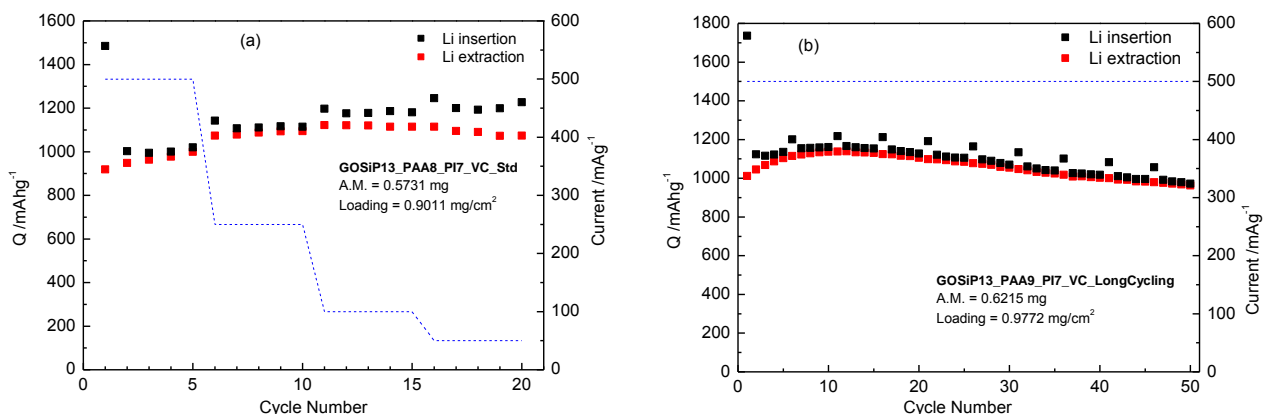 (a)
Li insertion
Li extraction
GOSiP13_PAA8_PI7_VC_Std
A.M. = 0.5731 mg
Loading = 0.9011 mg/cm²
Q /mAhg⁻¹
1600
1400
1200
1000
800
600
400
200
0
0 5 10 15 20
Cycle Number
600
500
400
300
200
100
0
Current /mAg⁻¹
(b)
Li insertion
Li extraction
GOSiP13_PAA9_PI7_VC_LongCycling
A.M. = 0.6215 mg
Loading = 0.9772 mg/cm²
Q /mAhg⁻¹
1800
1600
1400
1200
1000
800
600
400
200
0
0 10 20 30 40 50
Cycle Number
600
500
400
300
200
100
0
Current /mAg⁻¹